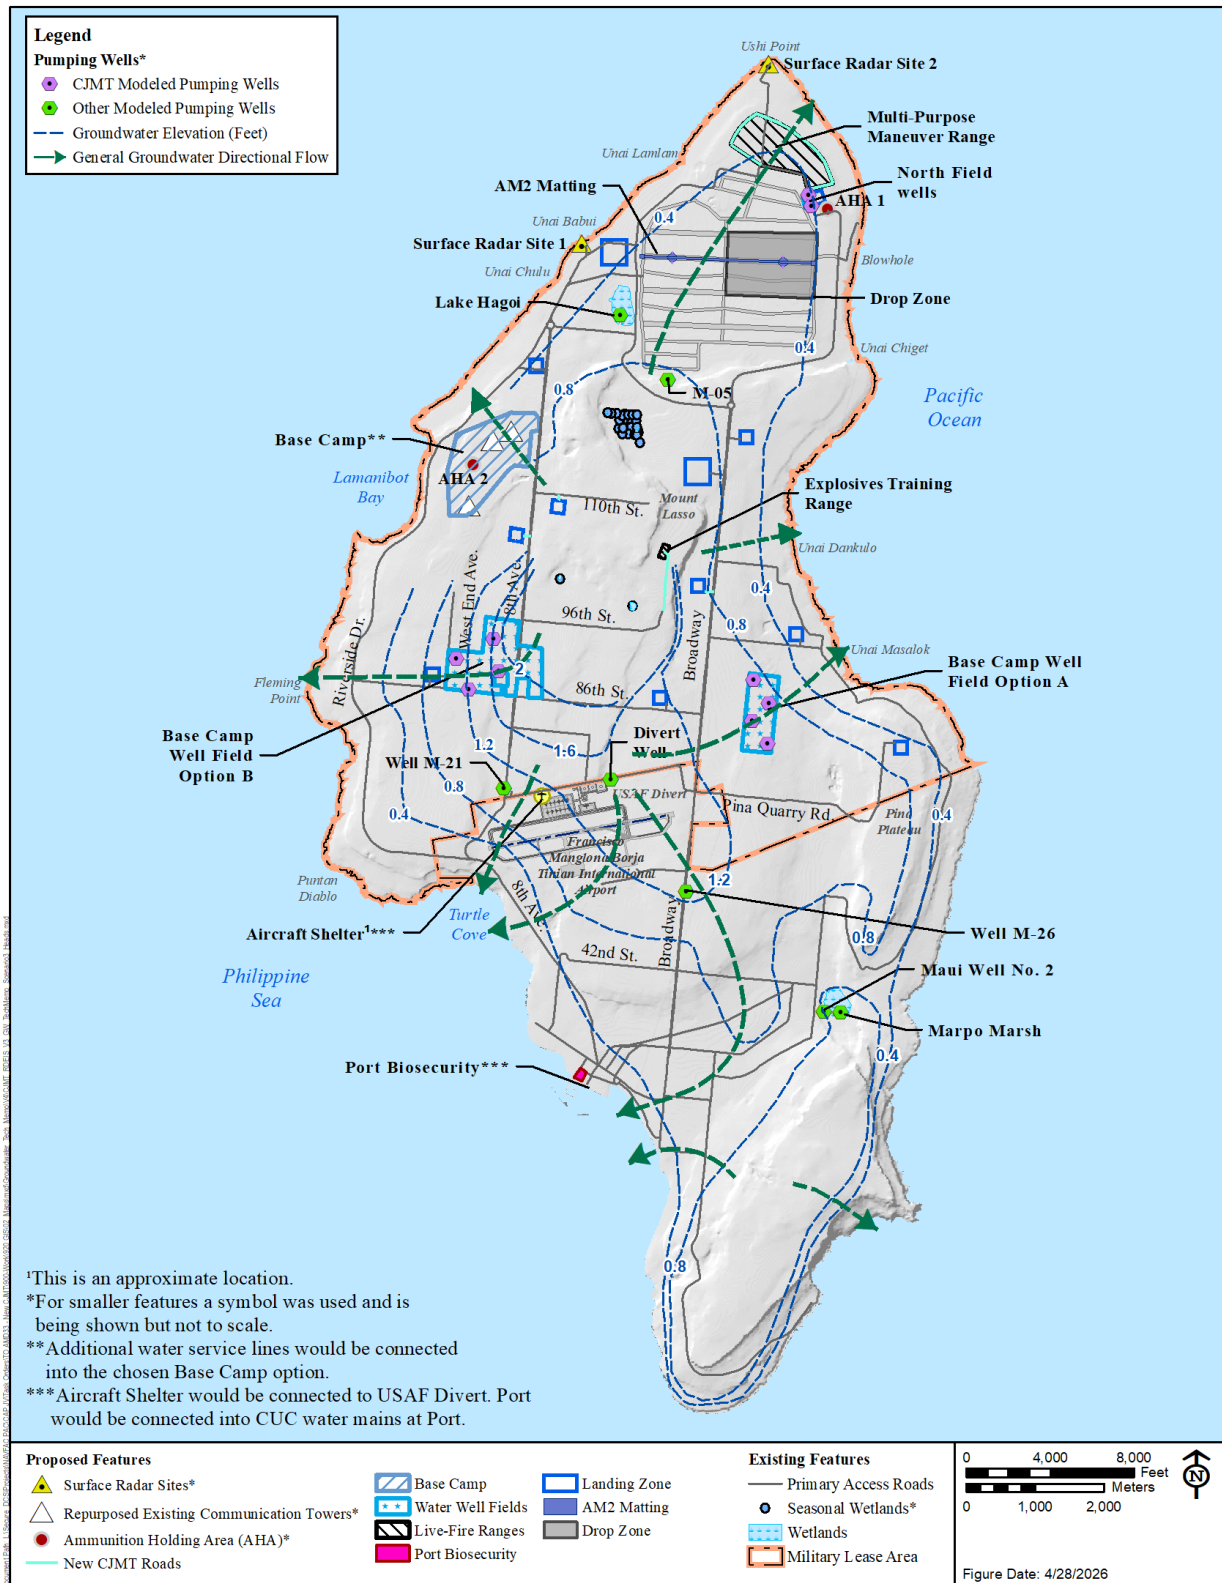 Legend
Pumping Wells*
CJMT Modeled Pumping Wells
Other Modeled Pumping Wells
Groundwater Elevation (Feet)
General Groundwater Directional Flow
Ushi Point
Surface Radar Site 2
Multi-Purpose
Maneuver Range
Unai Lamlam
North Field
wells
AM2 Matting
AHA 1
0.4
Unai Babui
Surface Radar Site 1
Blowhole
Unai Chulu
Lake Hagoi
Drop Zone
0.4
Unai Chiget
0.8
M-05
Pacific
Ocean
Base Camp**
Lamanibot
Bay
AHA 2
Explosives Training
Range
Mount
Lasso
110th St.
Unai Dankulo
West End Ave.
8th Ave.
0.4
96th St.
0.8
Riverside Dr.
Broadway
Unai Masalok
2
Base Camp Well
Field Option A
Fleming
Point
86th St.
Base Camp
Well Field
Option B
Divert
Well
1.2
1.6
Well M-21
0.8
USAF Divert
0.4
Pina Quarry Rd.
Pina
Plateau
0.4
Francisco
Manglona Borja
Tinian International
Airport
Puntan
Diablo
1.2
8th Ave.
Turtle
Cove
Broadway
Aircraft Shelter¹***
0.8
Well M-26
42nd St.
Philippine
Sea
Maui Well No. 2
Marpo Marsh
0.4
Port Biosecurity***
0.8
¹This is an approximate location.
*For smaller features a symbol was used and is
being shown but not to scale.
**Additional water service lines would be connected
into the chosen Base Camp option.
***Aircraft Shelter would be connected to USAF Divert. Port
would be connected into CUC water mains at Port.
Proposed Features
Surface Radar Sites*
Repurposed Existing Communication Towers*
Ammunition Holding Area (AHA)*
New CJMT Roads
Base Camp
Water Well Fields
Live-Fire Ranges
Port Biosecurity
Landing Zone
AM2 Matting
Drop Zone
Existing Features
Primary Access Roads
Seasonal Wetlands*
Wetlands
Military Lease Area
0 4,000 8,000
Feet
Meters
0 1,000 2,000
N
Figure Date: 4/28/2026